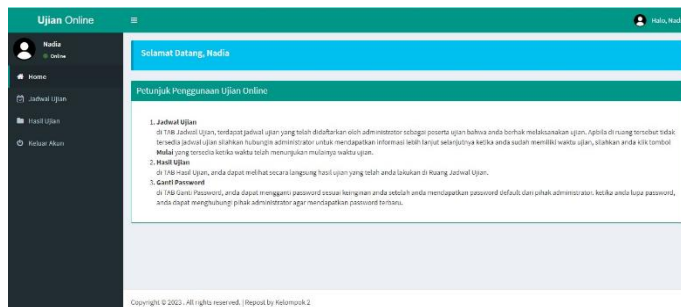 Ujian Online
Halo, Nad
Nadia
Online
Selamat Datang, Nadia
Home
Jadwal Ujian
Hasil Ujian
Keluar Akun
Petunjuk Penggunaan Ujian Online
1. Jadwal Ujian
di TAB Jadwal Ujian, terdapat jadwal ujian yang telah didaftarkan oleh administrator sebagai peserta ujian bahwa anda berhak melaksanakan ujian. Apbila di ruang tersebut tidak
tersedia jadwal ujian silahkan hubungin administrator untuk mendapatkan informasi lebih lanjut selanjutnya ketika anda sudah memiliki waktu ujian, silahkan anda klik tombol
Mulai yang tersedia ketika waktu telah menunjukan mulainya waktu ujian.
2. Hasil Ujian
di TAB Hasil Ujian, anda dapat melihat secara langsung hasil ujian yang telah anda lakukan di Ruang Jadwal Ujian.
3. Ganti Password
di TAB Ganti Password, anda dapat mengganti password sesuai keinginan anda setelah anda mendapatkan password default dari pihak administrator. ketika anda lupa password,
anda dapat menghubungi pihak administrator agar mendapatkan password terbaru.
Copyright © 2023. All rights reserved. | Repost by Kelompok 2